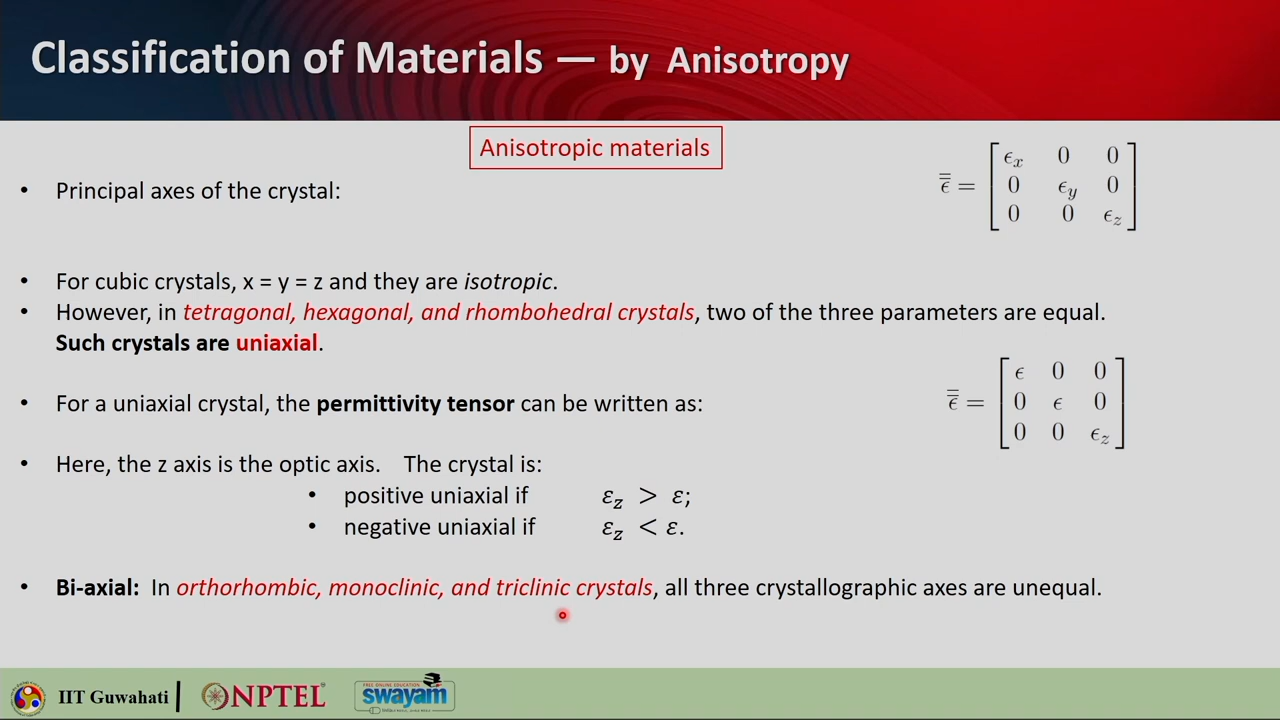 Classification of Materials — by Anisotropy
Anisotropic materials
• Principal axes of the crystal:
ϵ̿ = [ ϵx 0 0
0 ϵy 0
0 0 ϵz ]
• For cubic crystals, x = y = z and they are isotropic.
• However, in tetragonal, hexagonal, and rhombohedral crystals, two of the three parameters are equal.
Such crystals are uniaxial.
• For a uniaxial crystal, the permittivity tensor can be written as:
ϵ̿ = [ ϵ 0 0
0 ϵ 0
0 0 ϵz ]
• Here, the z axis is the optic axis. The crystal is:
• positive uniaxial if εz > ε;
• negative uniaxial if εz < ε.
• Bi-axial: In orthorhombic, monoclinic, and triclinic crystals, all three crystallographic axes are unequal.
IIT Guwahati
NPTEL
FREE ONLINE EDUCATION
swayam